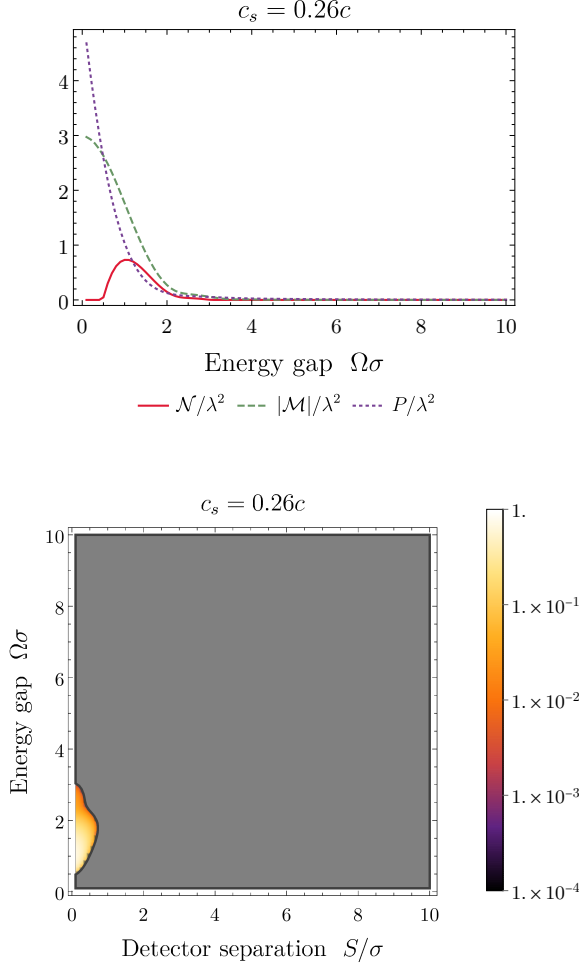 c_s = 0.26c
4
3
2
1
0
0 2 4 6 8 10
Energy gap Ωσ
𝒩/λ² |ℳ|/λ² P/λ²
c_s = 0.26c
10
8
6
4
2
0
0 2 4 6 8 10
Energy gap Ωσ
Detector separation S/σ
1.
1.×10⁻¹
1.×10⁻²
1.×10⁻³
1.×10⁻⁴